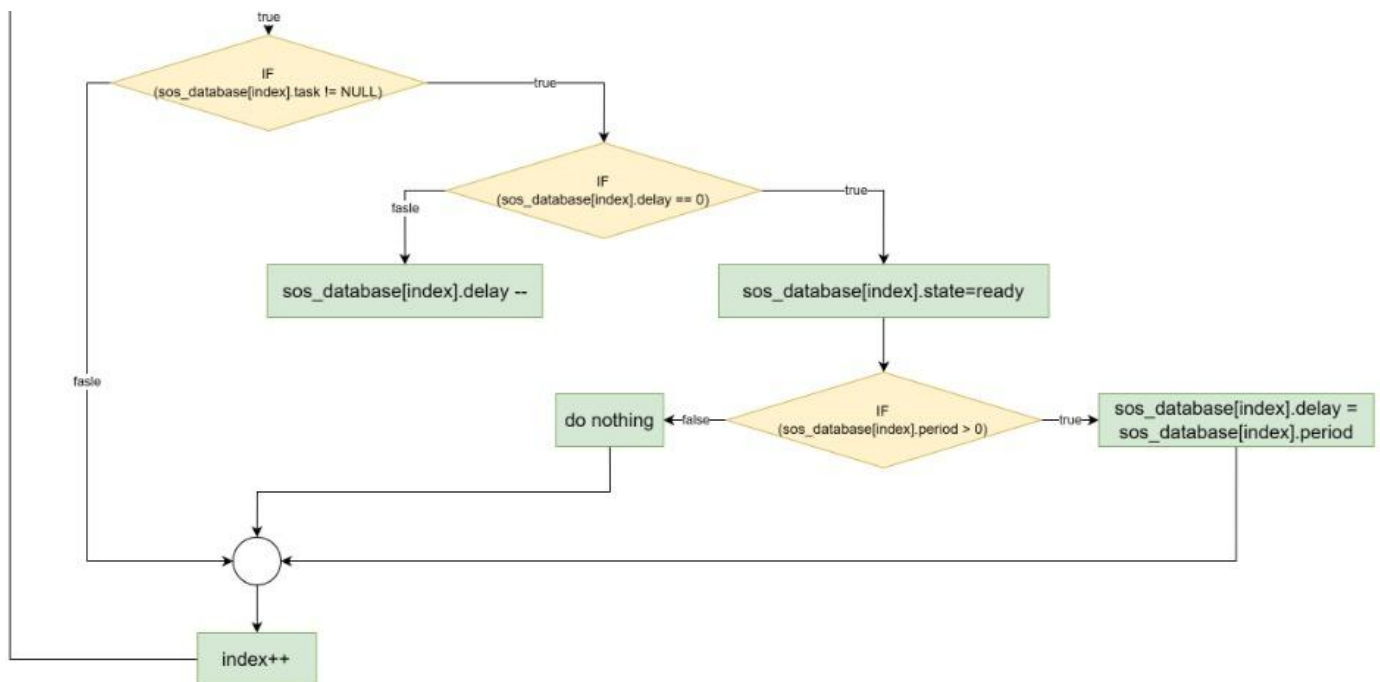 true
IF
(sos_database[index].task != NULL)
true
IF
(sos_database[index].delay == 0)
fasle
true
sos_database[index].delay --
sos_database[index].state=ready
fasle
IF
(sos_database[index].period > 0)
do nothing
false
true
sos_database[index].delay =
sos_database[index].period
index++